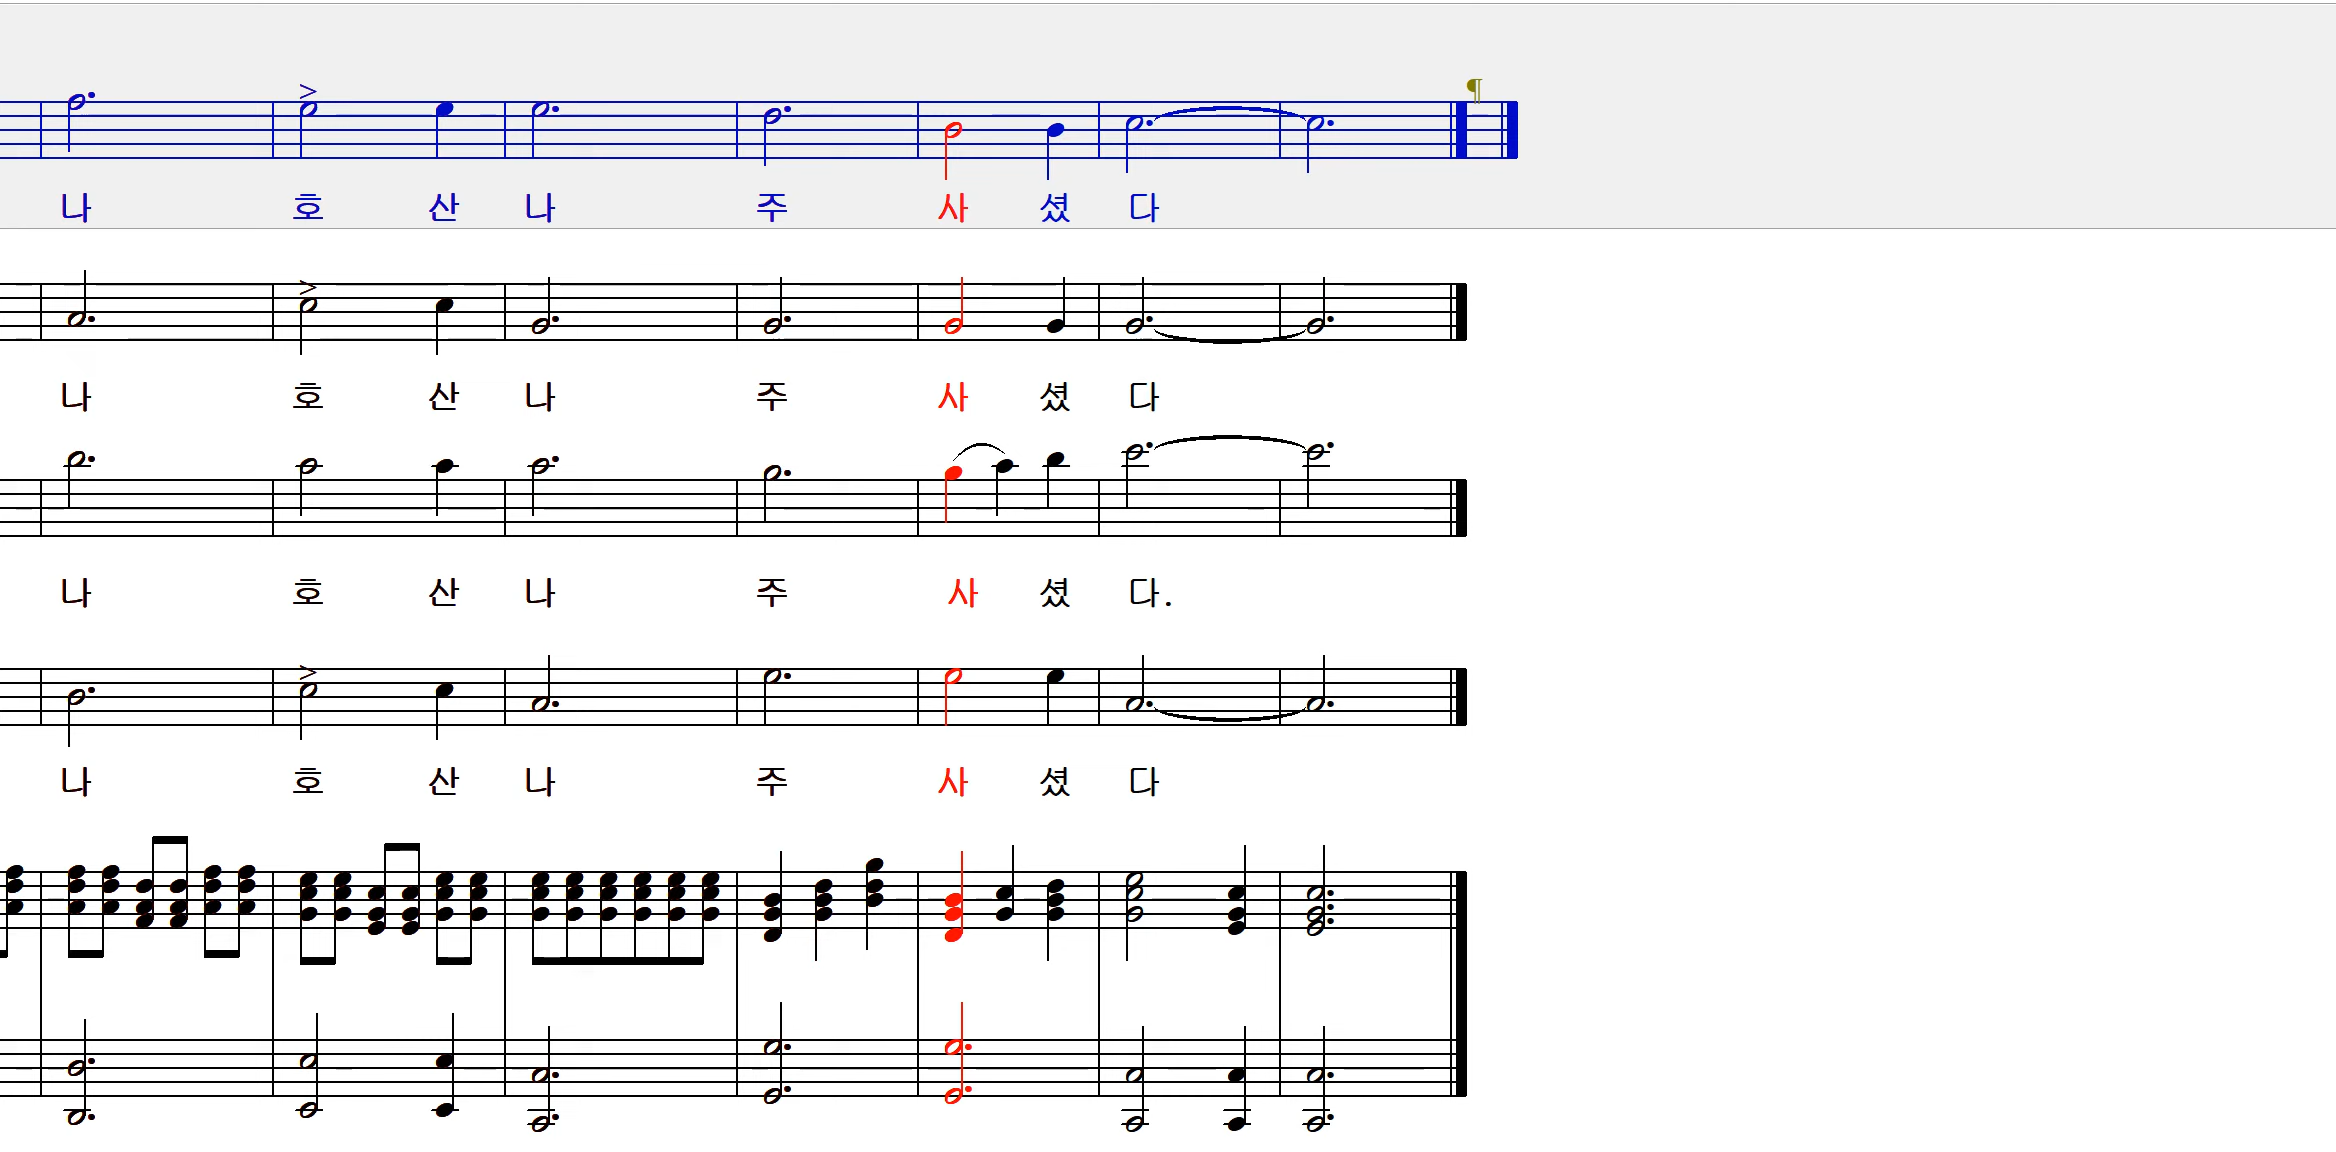 ¶
나 호 산 나 주 사 셨 다
나 호 산 나 주 사 셨 다
나 호 산 나 주 사 셨 다.
나 호 산 나 주 사 셨 다